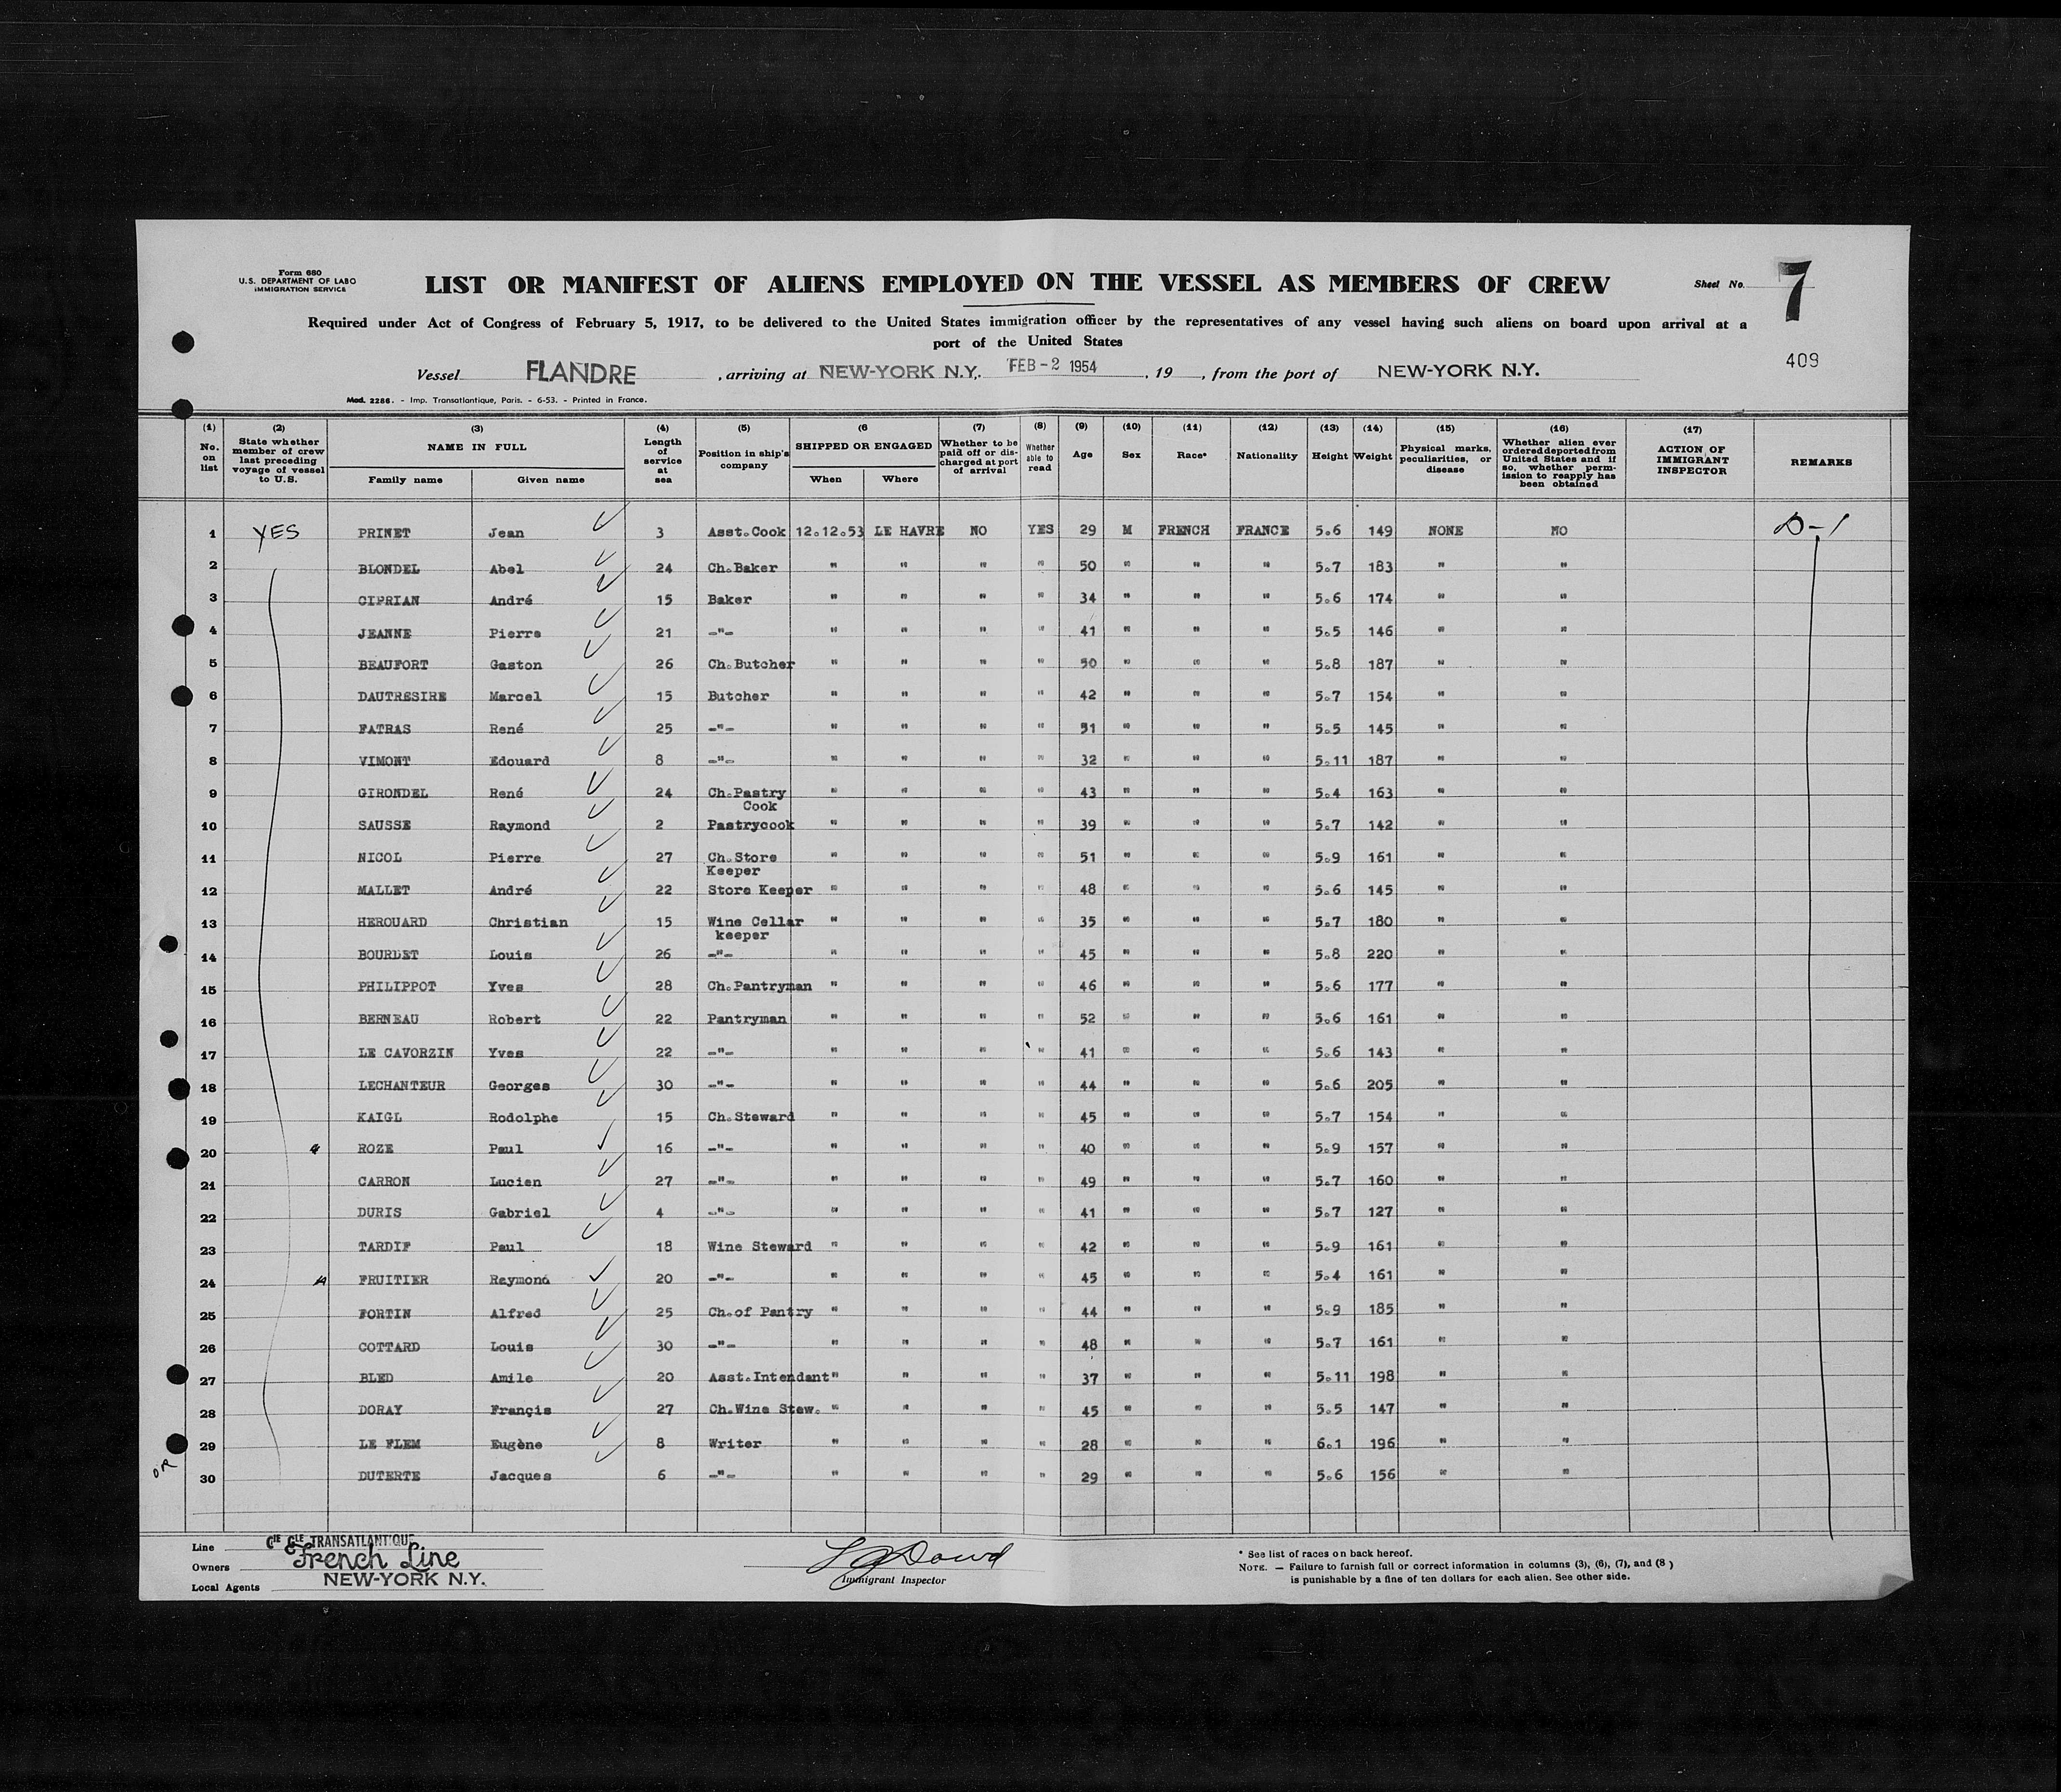 Form 680
U.S. DEPARTMENT OF LABO
IMMIGRATION SERVICE
LIST OR MANIFEST OF ALIENS EMPLOYED ON THE VESSEL AS MEMBERS OF CREW
Sheet No. 7
Required under Act of Congress of February 5, 1917, to be delivered to the United States immigration officer by the representatives of any vessel having such aliens on board upon arrival at a
port of the United States
409
Vessel FLANDRE , arriving at NEW-YORK N.Y. FEB-2 1954 , 19 , from the port of NEW-YORK N.Y.
Mod. 2286. - Imp. Transatlantique, Paris. - 6-53. - Printed in France.
(1) No. on list
(2) State whether member of crew last preceding voyage of vessel to U.S.
(3) NAME IN FULL
Family name
Given name
(4) Length of service at sea
(5) Position in ship's company
(6 SHIPPED OR ENGAGED
When
Where
(7) Whether to be paid off or dis-charged at port of arrival
(8) Whether able to read
(9) Age
(10) Sex
(11) Race*
(12) Nationality
(13) Height
(14) Weight
(15) Physical marks, peculiarities, or disease
(16) Whether alien ever ordered deported from United States and if so, whether perm-ission to reapply has been obtained
(17) ACTION OF IMMIGRANT INSPECTOR
REMARKS
1 YES PRINET Jean 3 Asst.Cook 12.12.53 LE HAVRE NO YES 29 M FRENCH FRANCE 5.6 149 NONE NO D-1
2 BLONDEL Abel 24 Ch.Baker " " " " 50 " " " 5.7 183 " "
3 CIPRIAN André 15 Baker " " " " 34 " " " 5.6 174 " "
4 JEANNE Pierre 21 -"- " " " " 41 " " " 5.5 146 " "
5 BEAUFORT Gaston 26 Ch.Butcher " " " " 50 " " " 5.8 187 " "
6 DAUTRESIRE Marcel 15 Butcher " " " " 42 " " " 5.7 154 " "
7 FATRAS René 25 -"- " " " " 51 " " " 5.5 145 " "
8 VIMONT Edouard 8 -"- " " " " 32 " " " 5.11 187 " "
9 GIRONDEL René 24 Ch.Pastry Cook " " " " 43 " " " 5.4 163 " "
10 SAUSSE Raymond 2 Pastrycook " " " " 39 " " " 5.7 142 " "
11 NICOL Pierre 27 Ch.Store Keeper " " " " 51 " " " 5.9 161 " "
12 MALLET André 22 Store Keeper " " " " 48 " " " 5.6 145 " "
13 HEROUARD Christian 15 Wine Cellar keeper " " " " 35 " " " 5.7 180 " "
14 BOURDET Louis 26 -"- " " " " 45 " " " 5.8 220 " "
15 PHILIPPOT Yves 28 Ch.Pantryman " " " " 46 " " " 5.6 177 " "
16 BERNEAU Robert 22 Pantryman " " " " 52 " " " 5.6 161 " "
17 LE CAVORZIN Yves 22 -"- " " " " 41 " " " 5.6 143 " "
18 LECHANTEUR Georges 30 -"- " " " " 44 " " " 5.6 205 " "
19 KAIGL Rodolphe 15 Ch.Steward " " " " 45 " " " 5.7 154 " "
20 ROZE Paul 16 -"- " " " " 40 " " " 5.9 157 " "
21 CARRON Lucien 27 -"- " " " " 49 " " " 5.7 160 " "
22 DURIS Gabriel 4 -"- " " " " 41 " " " 5.7 127 " "
23 TARDIF Paul 18 Wine Steward " " " " 42 " " " 5.9 161 " "
24 FRUITIER Raymond 20 -"- " " " " 45 " " " 5.4 161 " "
25 FORTIN Alfred 25 Ch.of Pantry " " " " 44 " " " 5.9 185 " "
26 COTTARD Louis 30 -"- " " " " 48 " " " 5.7 161 " "
27 BLED Amile 20 Asst.Intendant " " " " 37 " " " 5.11 198 " "
28 DORAY Françis 27 Ch.Wine Stew. " " " " 45 " " " 5.5 147 " "
29 LE FLEM Eugène 8 Writer " " " " 28 " " " 6.1 196 " "
30 DUTERTE Jacques 6 -"- " " " " 29 " " " 5.6 156 " "
OR
Line CIE GLE TRANSATLANTIQUE
Owners French Line
Local Agents NEW-YORK N.Y.
Immigrant Inspector
* See list of races on back hereof.
NOTE. — Failure to furnish full or correct information in columns (3), (6), (7), and (8 )
is punishable by a fine of ten dollars for each alien. See other side.